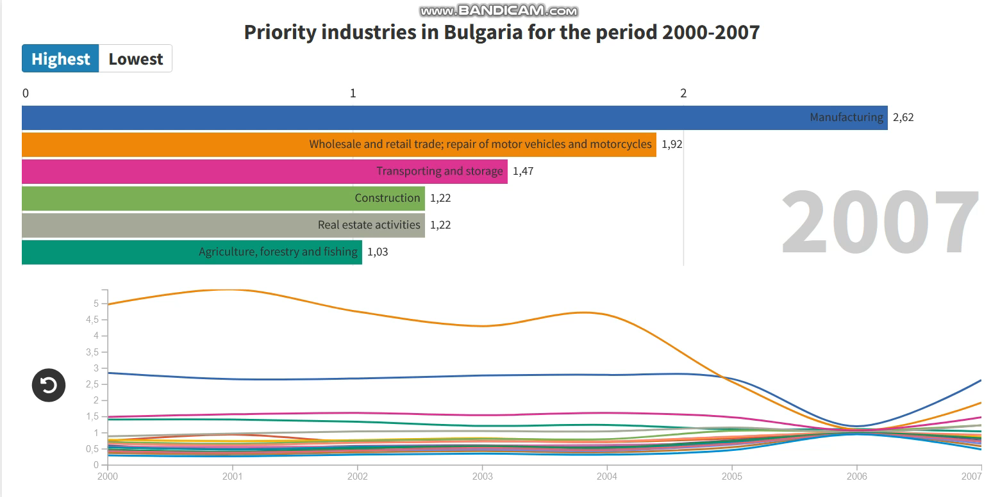 www.BANDICAM.com
Priority industries in Bulgaria for the period 2000-2007
Highest Lowest
0 1 2
Manufacturing 2,62
Wholesale and retail trade; repair of motor vehicles and motorcycles 1,92
Transporting and storage 1,47
Construction 1,22
Real estate activities 1,22
Agriculture, forestry and fishing 1,03
2007
5
4,5
4
3,5
3
2,5
2
1,5
1
0,5
0
2000 2001 2002 2003 2004 2005 2006 2007